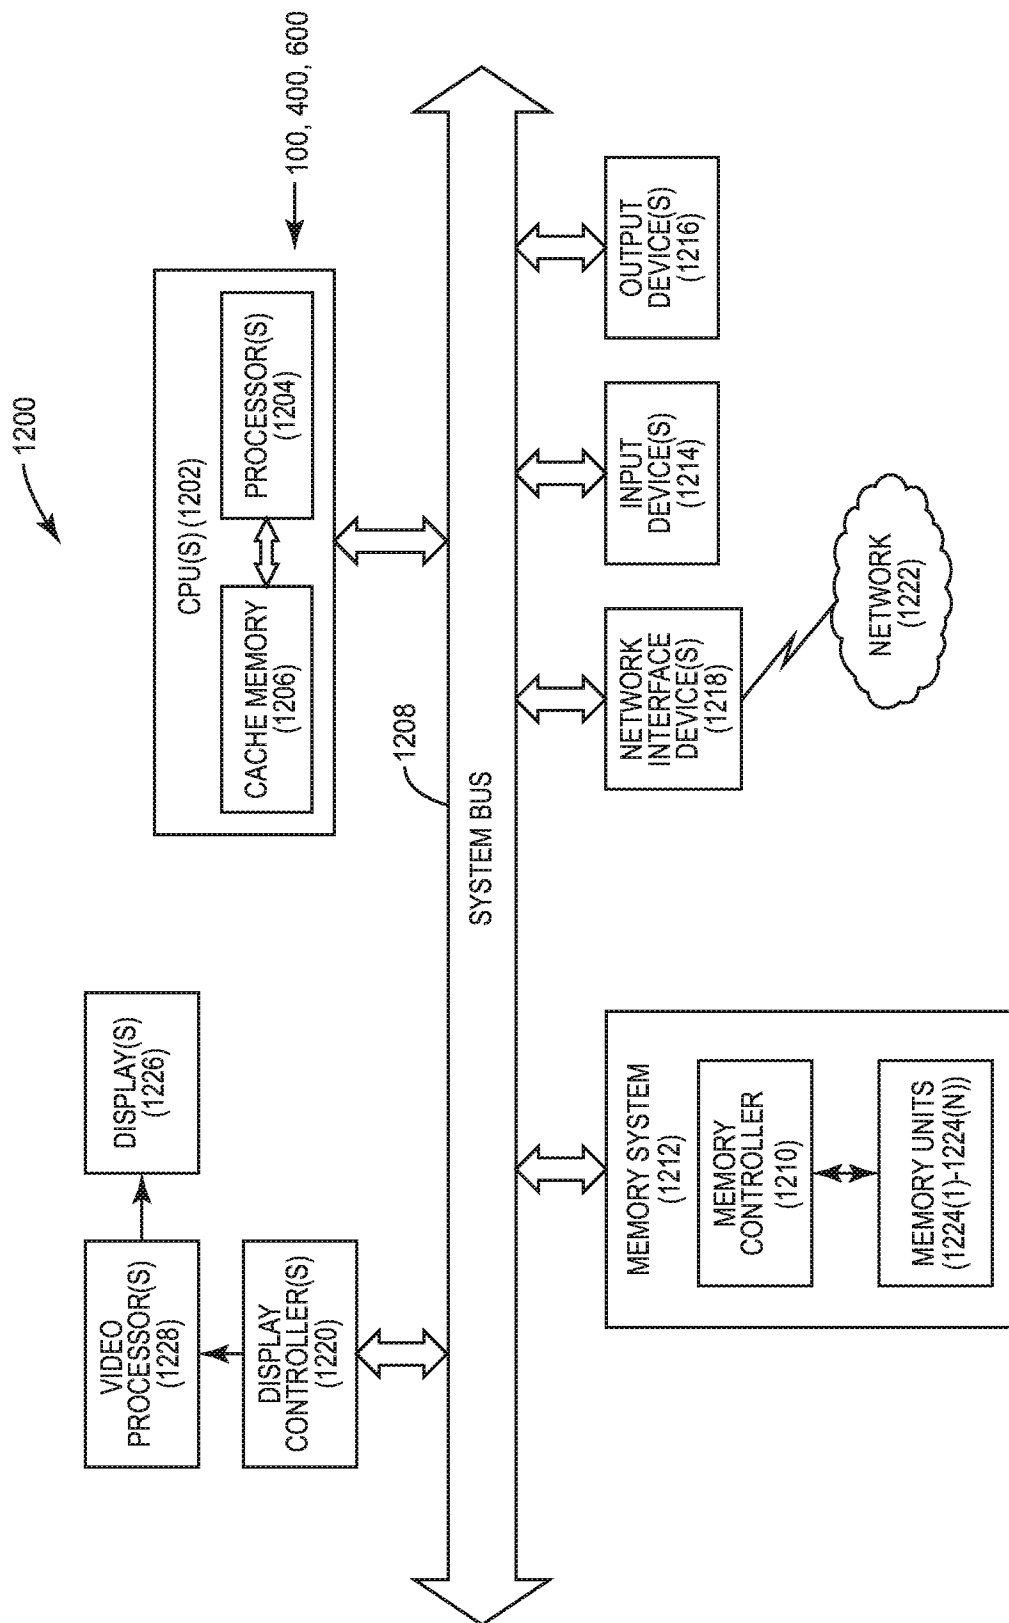 1200
100, 400, 600
CPU(S) (1202)
CACHE MEMORY
(1206)
PROCESSOR(S)
(1204)
VIDEO
PROCESSOR(S)
(1228)
DISPLAY(S)
(1226)
DISPLAY
CONTROLLER(S)
(1220)
1208
SYSTEM BUS
MEMORY SYSTEM
(1212)
MEMORY
CONTROLLER
(1210)
MEMORY UNITS
(1224(1)-1224(N))
NETWORK
INTERFACE
DEVICE(S)
(1218)
INPUT
DEVICE(S)
(1214)
OUTPUT
DEVICE(S)
(1216)
NETWORK
(1222)